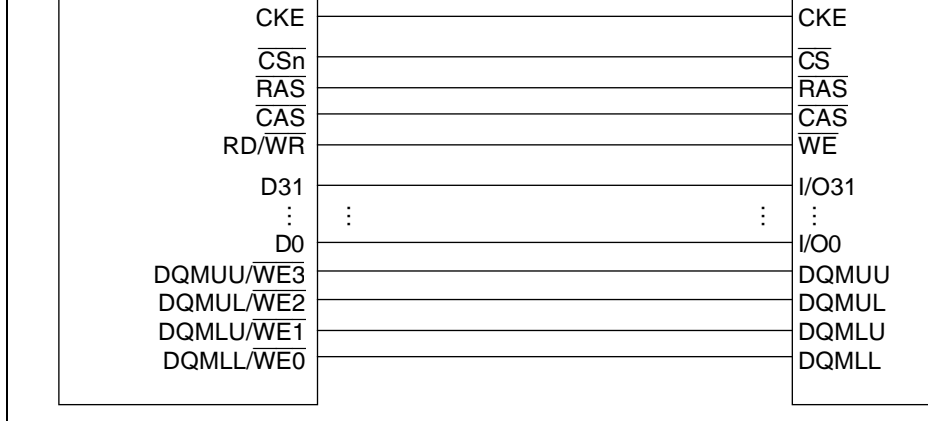 CKE CKE
CSn CS
RAS RAS
CAS CAS
RD/WR WE
D31 I/O31
⋮ ⋮ ⋮ ⋮
D0 I/O0
DQMUU/WE3 DQMUU
DQMUL/WE2 DQMUL
DQMLU/WE1 DQMLU
DQMLL/WE0 DQMLL